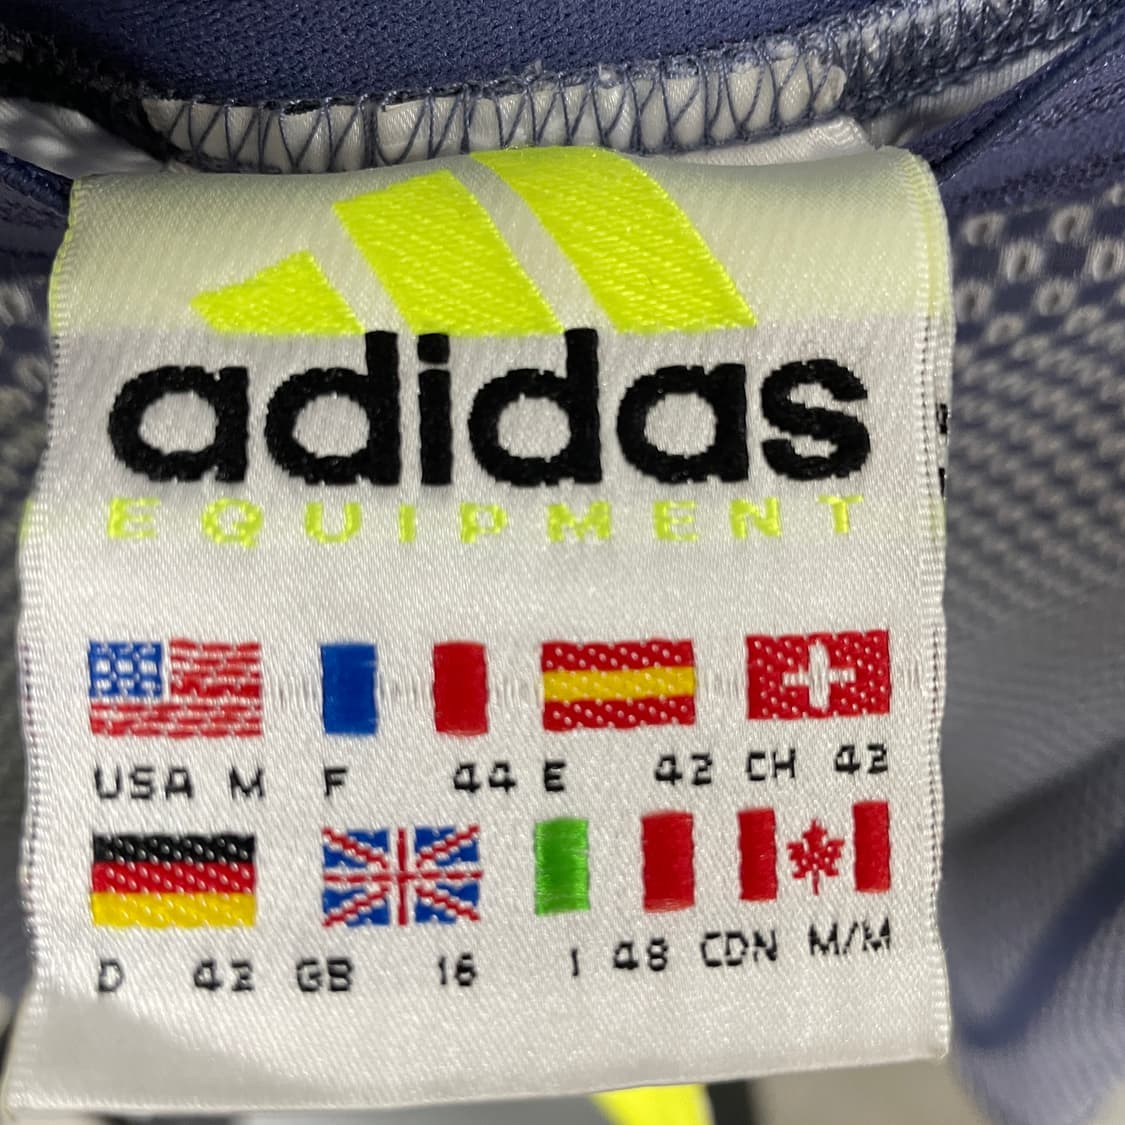 adidas
EQUIPMENT
USA M F 44 E 42 CH 42
D 42 GB 16 I 48 CDN M/M